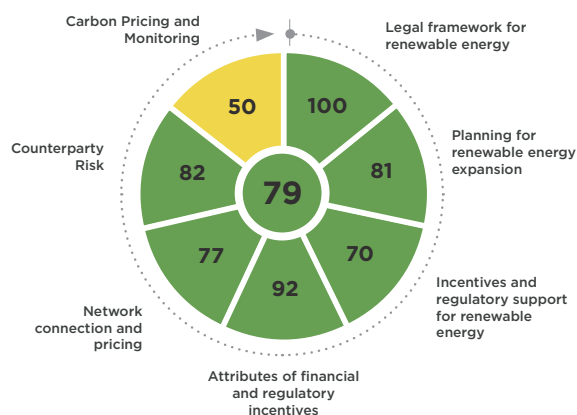 Carbon Pricing and
Monitoring
Legal framework for
renewable energy
50
100
Counterparty
Risk
82
Planning for
renewable energy
expansion
81
79
77
70
92
Network
connection and
pricing
Incentives and
regulatory support
for renewable
energy
Attributes of financial
and regulatory
incentives